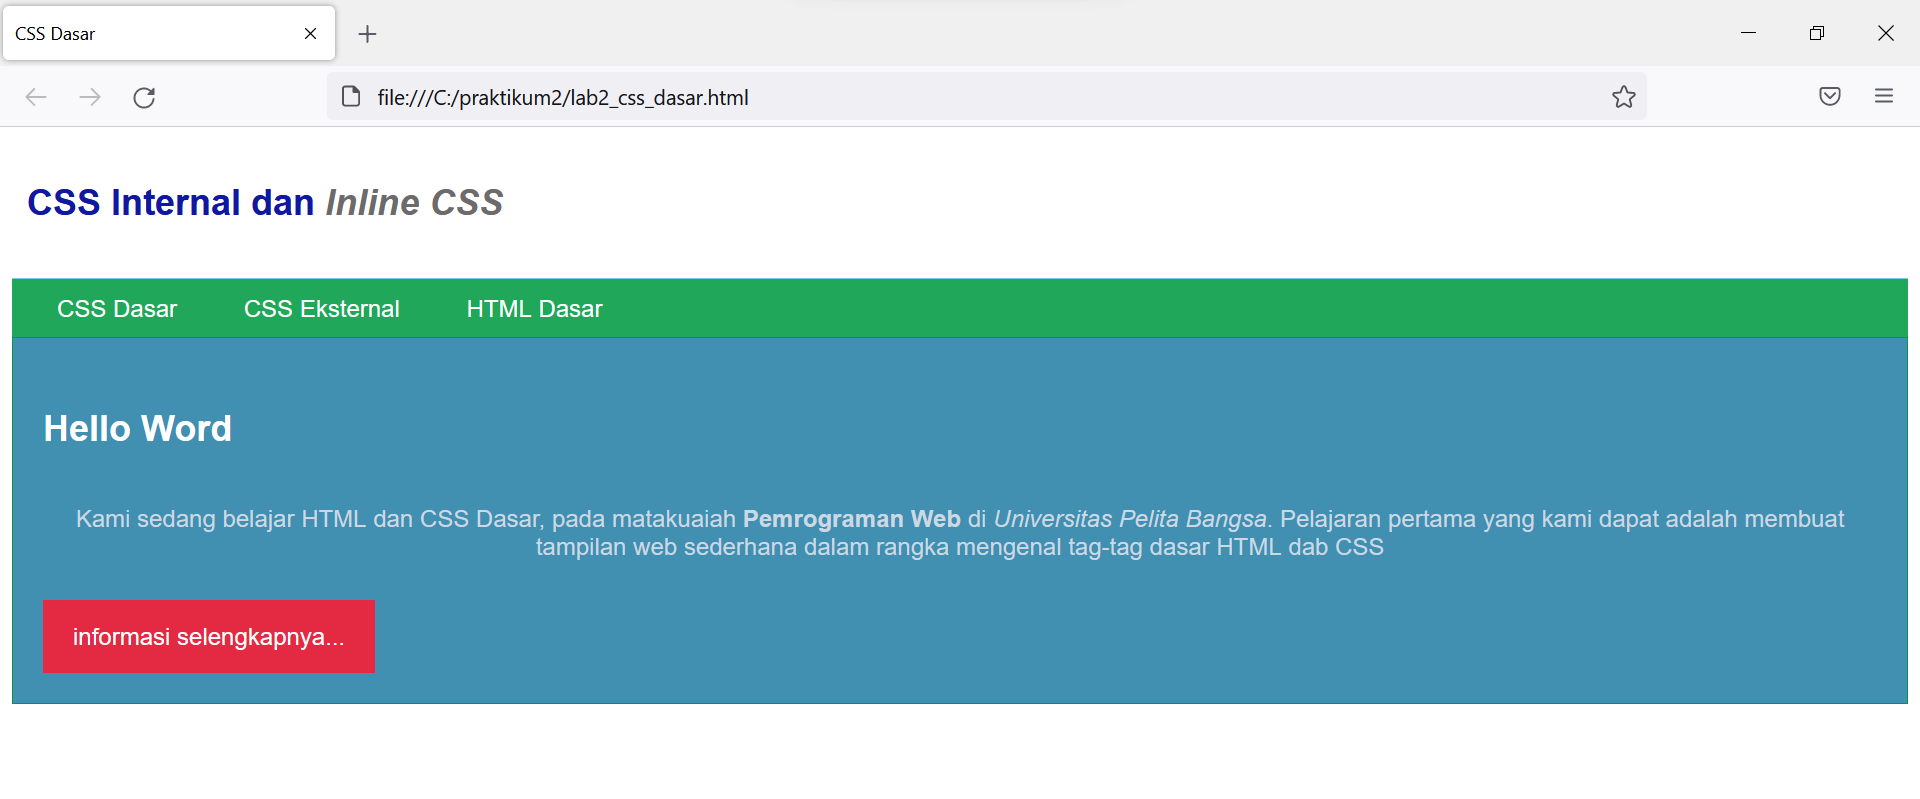 CSS Dasar
file:///C:/praktikum2/lab2_css_dasar.html
CSS Internal dan Inline CSS
CSS Dasar CSS Eksternal HTML Dasar
Hello Word
Kami sedang belajar HTML dan CSS Dasar, pada matakuaiah Pemrograman Web di Universitas Pelita Bangsa. Pelajaran pertama yang kami dapat adalah membuat
tampilan web sederhana dalam rangka mengenal tag-tag dasar HTML dab CSS
informasi selengkapnya...